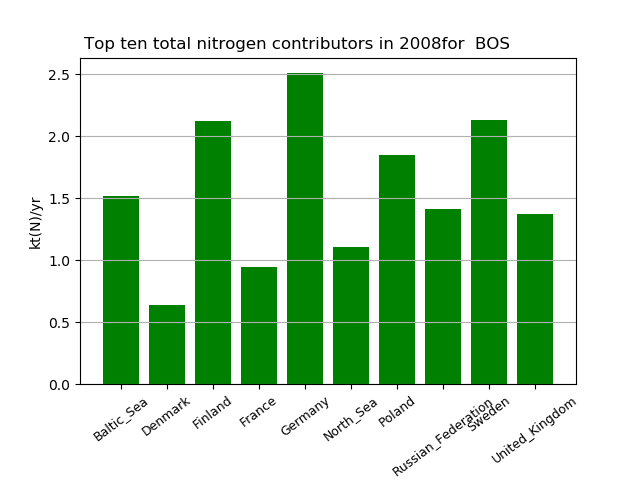 Top ten total nitrogen contributors in 2008for  BOS
kt(N)/yr
2.5
2.0
1.5
1.0
0.5
0.0
Baltic_Sea
Denmark
Finland
France
Germany
North_Sea
Poland
Russian_Federation
Sweden
United_Kingdom